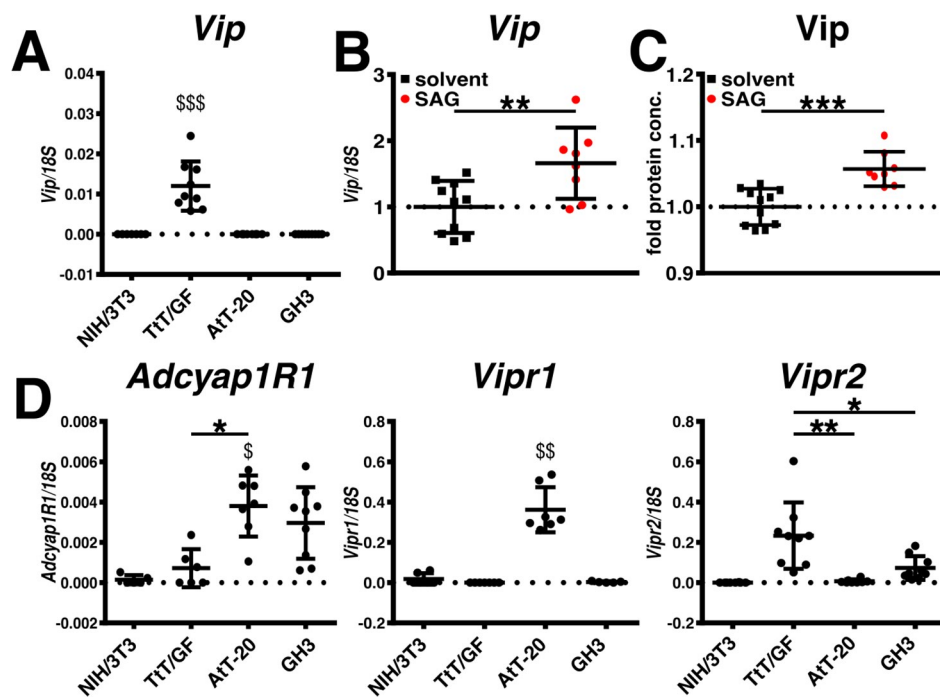 A
Vip
Vip/18S
0.04
0.03
0.02
0.01
0.00
-0.01
$$$
NIH/3T3
TtT/GF
AtT-20
GH3
B
Vip
Vip/18S
3
2
1
0
solvent
SAG
**
C
Vip
fold protein conc.
1.2
1.1
1.0
0.9
solvent
SAG
***
D
Adcyap1R1
Adcyap1R1/18S
0.008
0.006
0.004
0.002
0.000
-0.002
*
$
NIH/3T3
TtT/GF
AtT-20
GH3
Vipr1
Vipr1/18S
0.8
0.6
0.4
0.2
0.0
-0.2
$$
NIH/3T3
TtT/GF
AtT-20
GH3
Vipr2
Vipr2/18S
0.8
0.6
0.4
0.2
0.0
-0.2
*
**
NIH/3T3
TtT/GF
AtT-20
GH3